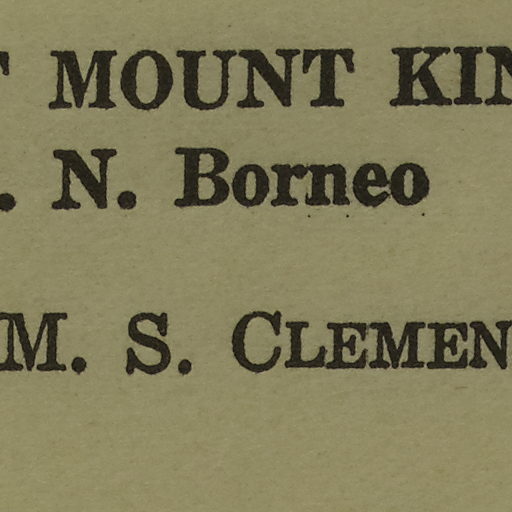 T MOUNT KIN
. N. Borneo
M. S. CLEMEN